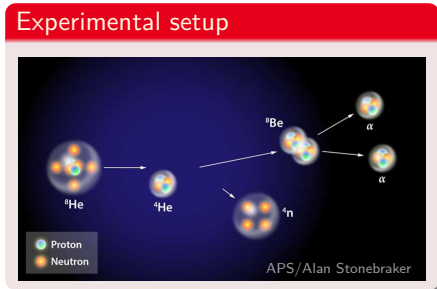 Experimental setup
⁸Be
α
⁸He
⁴He
⁴n
α
Proton
Neutron
APS/Alan Stonebraker